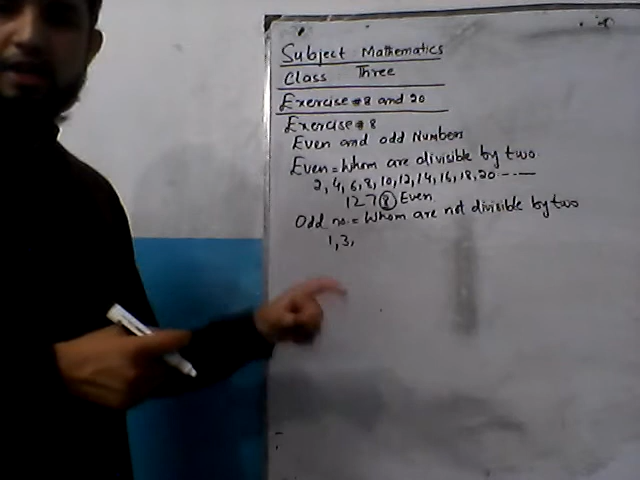 Subject Mathematics
Class Three
Exercise #8 and 20
Exercise #8
Even and odd Numbers
Even = Whom are divisible by two
2, 4, 6, 8, 10, 12, 14, 16, 18, 20 -----
1278 Even
Odd no. = Whom are not divisible by two
1, 3,